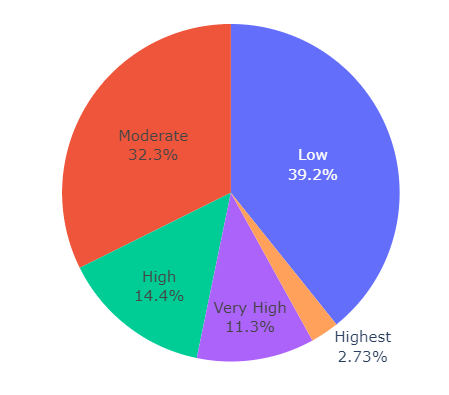 Moderate
32.3%
Low
39.2%
High
14.4%
Very High
11.3%
Highest
2.73%